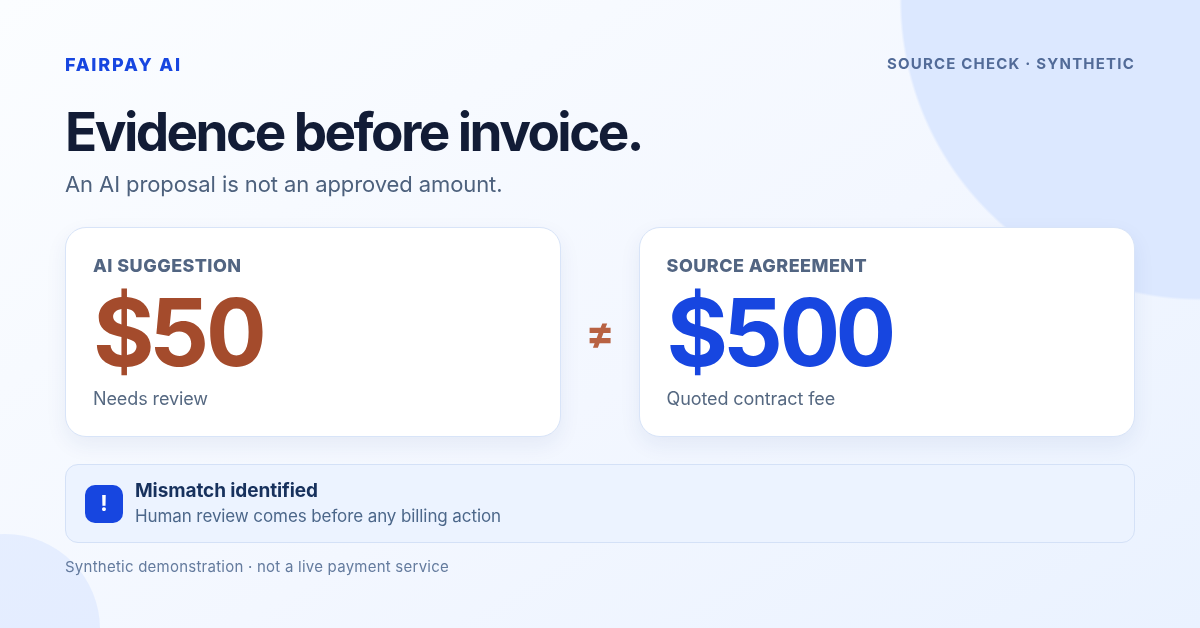 FAIRPAY AI
SOURCE CHECK · SYNTHETIC
Evidence before invoice.
An AI proposal is not an approved amount.
AI SUGGESTION
$50
Needs review
≠
SOURCE AGREEMENT
$500
Quoted contract fee
!
Mismatch identified
Human review comes before any billing action
Synthetic demonstration · not a live payment service